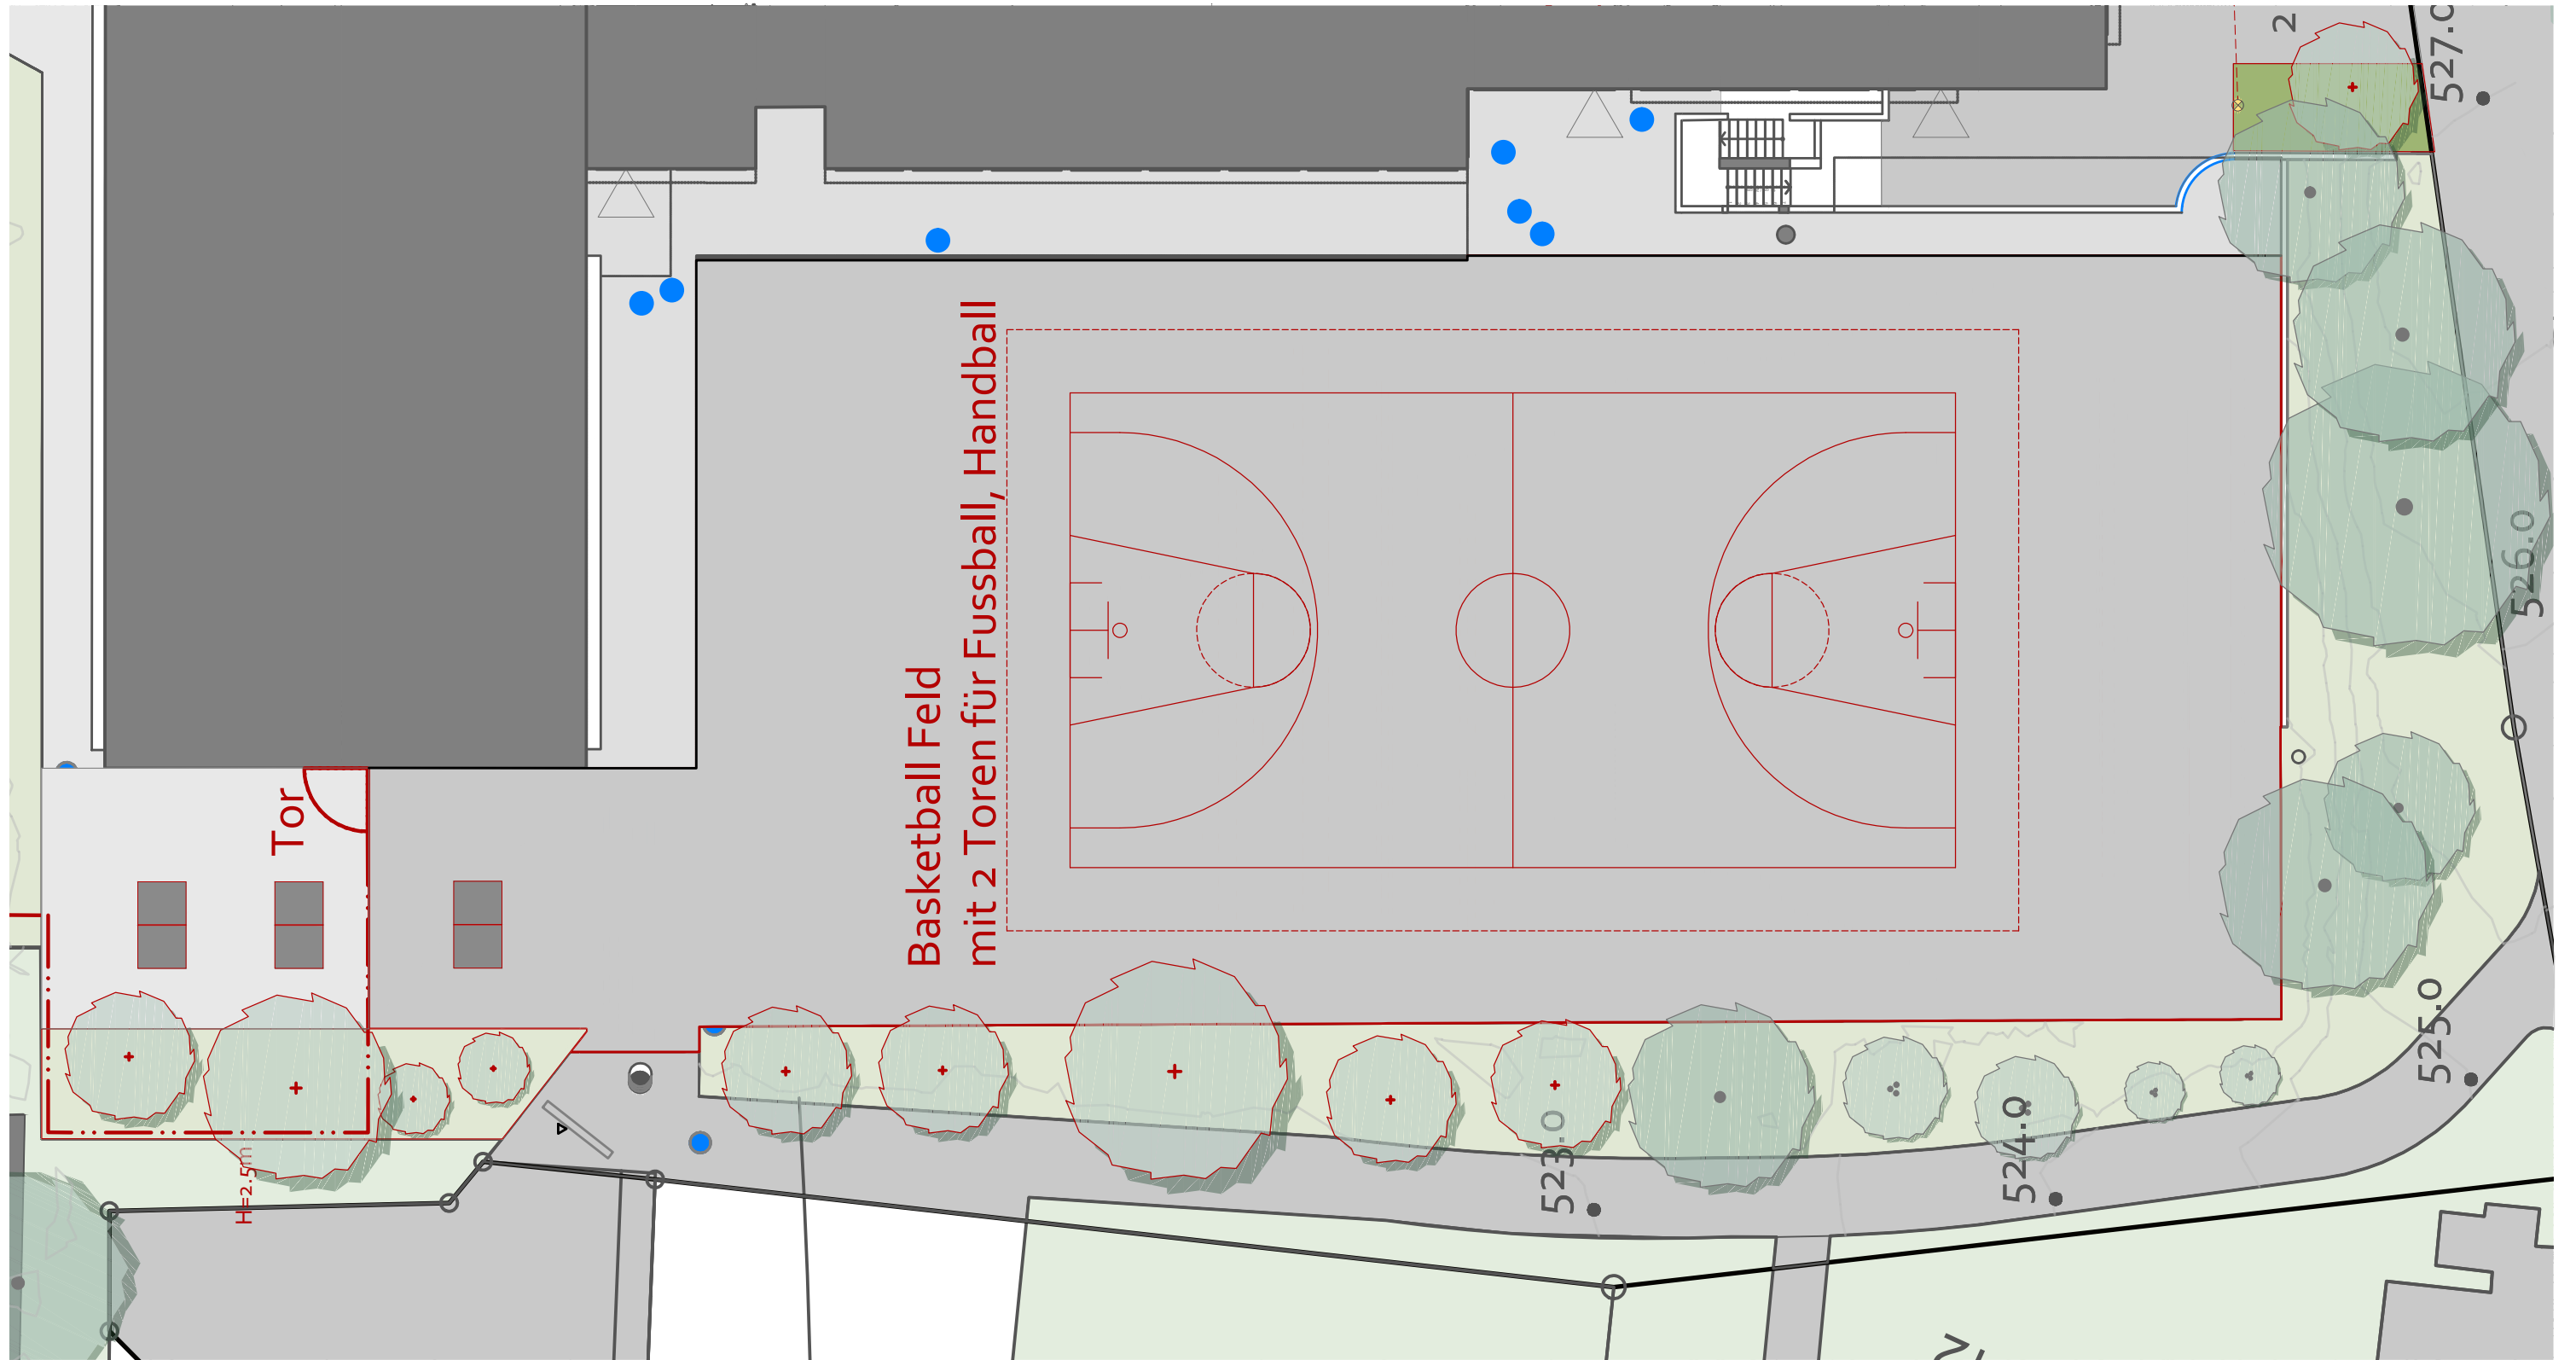 Basketball Feld
mit 2 Toren für Fussball, Handball
Tor
H=2.5m
2
527.0
526.0
525.0
524.0
523.0